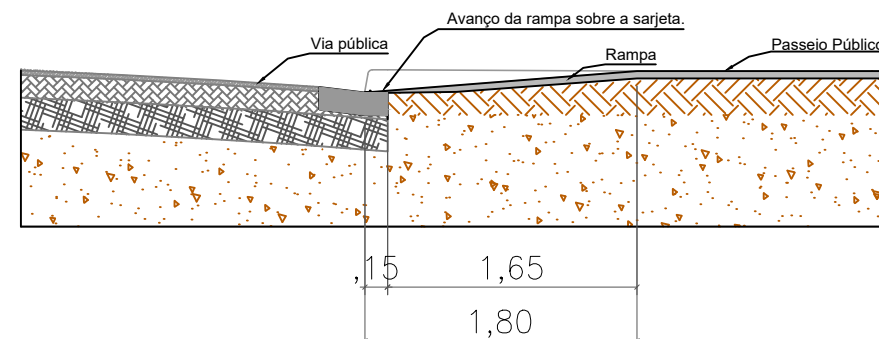 Avanço da rampa sobre a sarjeta.
Via pública
Rampa
Passeio Público
,15
1,65
1,80